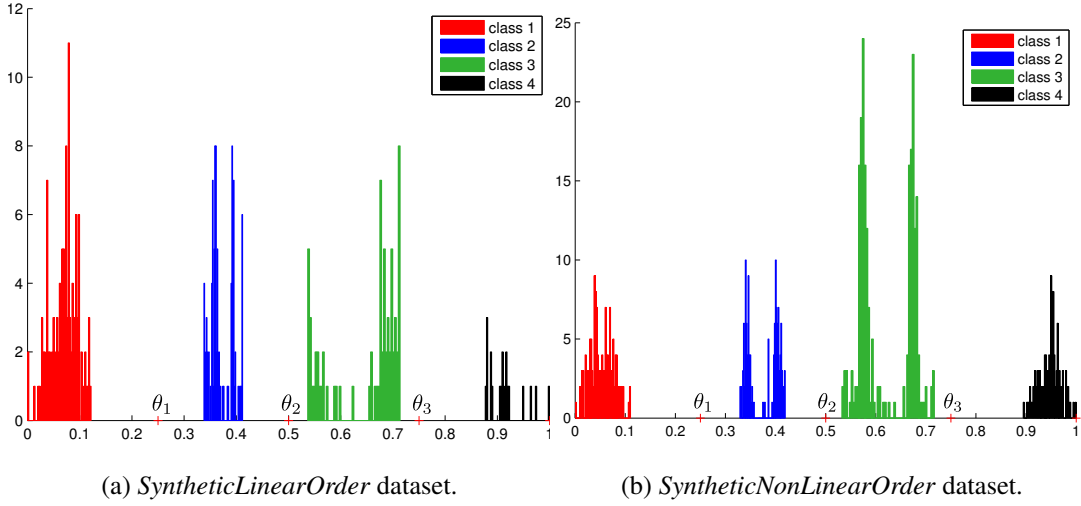 12
10
8
6
4
2
0
class 1
class 2
class 3
class 4
θ1 θ2 θ3
0 0.1 0.2 0.3 0.4 0.5 0.6 0.7 0.8 0.9 1
(a) SyntheticLinearOrder dataset.
25
20
15
10
5
0
class 1
class 2
class 3
class 4
θ1 θ2 θ3
0 0.1 0.2 0.3 0.4 0.5 0.6 0.7 0.8 0.9 1
(b) SyntheticNonLinearOrder dataset.